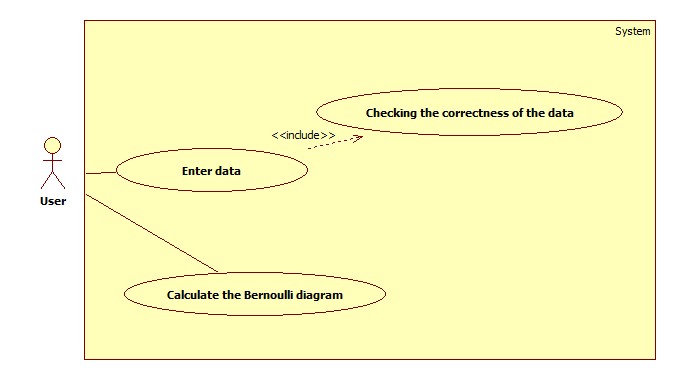 System
Checking the correctness of the data
<<include>>
Enter data
User
Calculate the Bernoulli diagram